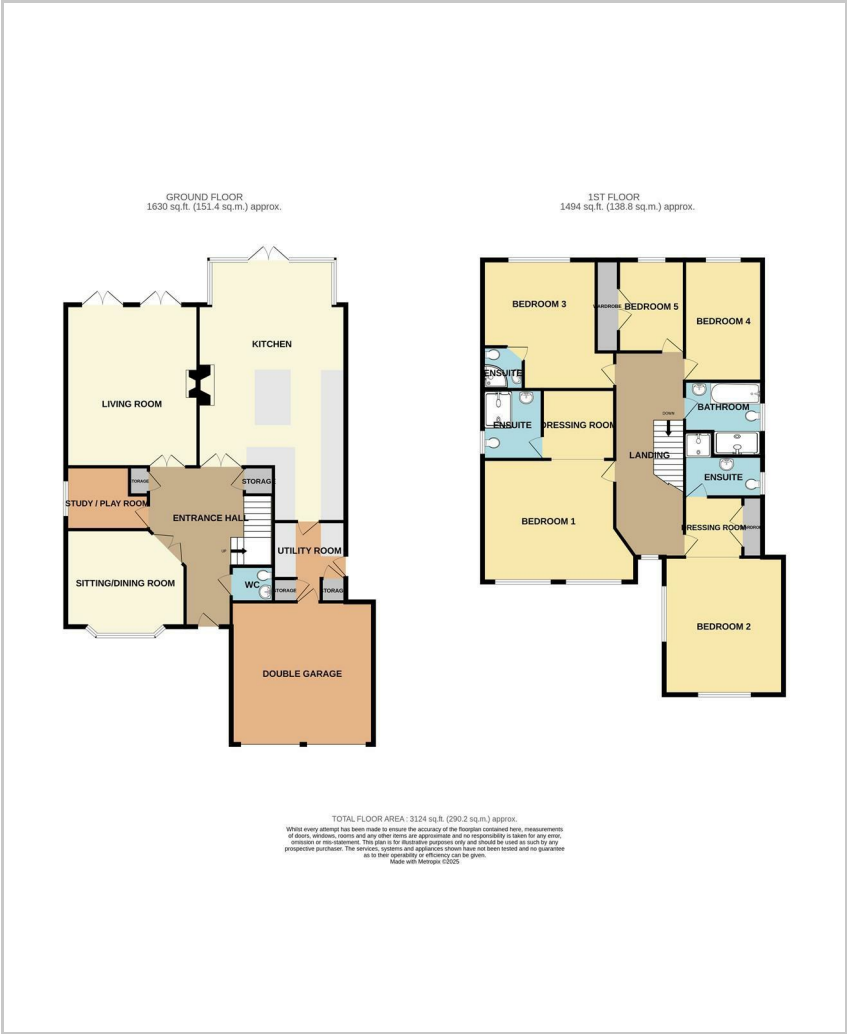 GROUND FLOOR
1630 sq.ft. (151.4 sq.m.) approx.
KITCHEN
LIVING ROOM
STORAGE
TORAGE
STUDY / PLAY ROOM
ENTRANCE HALL
UP
UTILITY ROOM
SITTING/DINING ROOM
WC
STORAGE
STORAG
DOUBLE GARAGE
1ST FLOOR
1494 sq.ft. (138.8 sq.m.) approx.
BEDROOM 3
WARDROBE
BEDROOM 5
BEDROOM 4
ENSUITE
BATHROOM
DOWN
ENSUITE
DRESSING ROOM
LANDING
ENSUITE
BEDROOM 1
DRESSING ROOM
BEDROOM 2
TOTAL FLOOR AREA : 3124 sq.ft. (290.2 sq.m.) approx.
Whilst every attempt has been made to ensure the accuracy of the floorplan contained here, measurements
of doors, windows, rooms and any other items are approximate and no responsibility is taken for any error,
omission or mis-statement. This plan is for illustrative purposes only and should be used as such by any
prospective purchaser. The services, systems and appliances shown have not been tested and no guarantee
as to their operability or efficiency can be given.
Made with Metropix ©2025